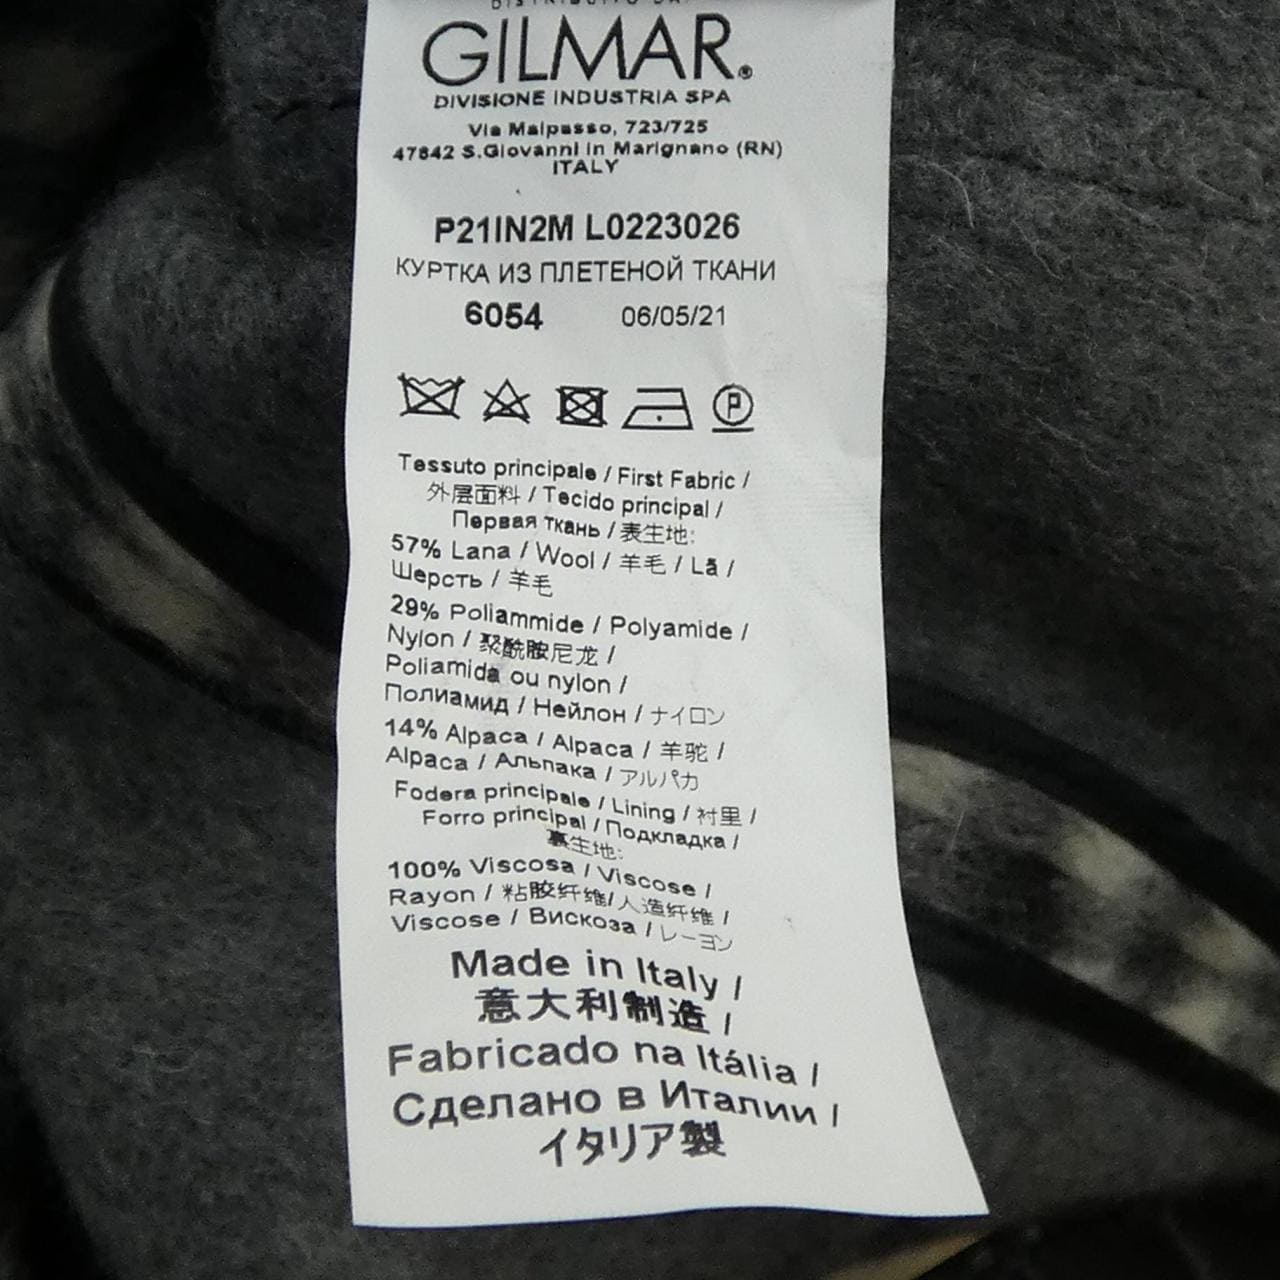 DISTRIBUITO DA:
GILMAR®
DIVISIONE INDUSTRIA SPA
Via Malpasso, 723/725
47842 S.Giovanni in Marignano (RN)
ITALY
P21IN2M L0223026
КУРТКА ИЗ ПЛЕТЕНОЙ ТКАНИ
6054 06/05/21
P
Tessuto principale / First Fabric /
外层面料 / Tecido principal /
Первая ткань / 表生地:
57% Lana / Wool / 羊毛 / Lã /
Шерсть / 羊毛
29% Poliammide / Polyamide /
Nylon / 聚酰胺尼龙 /
Poliamida ou nylon /
Полиамид / Нейлон / ナイロン
14% Alpaca / Alpaca / 羊驼 /
Alpaca / Альпака / アルパカ
Fodera principale / Lining / 衬里 /
Forro principal / Подкладка /
裏生地:
100% Viscosa / Viscose /
Rayon / 粘胶纤维/人造纤维 /
Viscose / Вискоза / レーヨン
Made in Italy /
意大利制造 /
Fabricado na Itália /
Сделано в Италии /
イタリア製